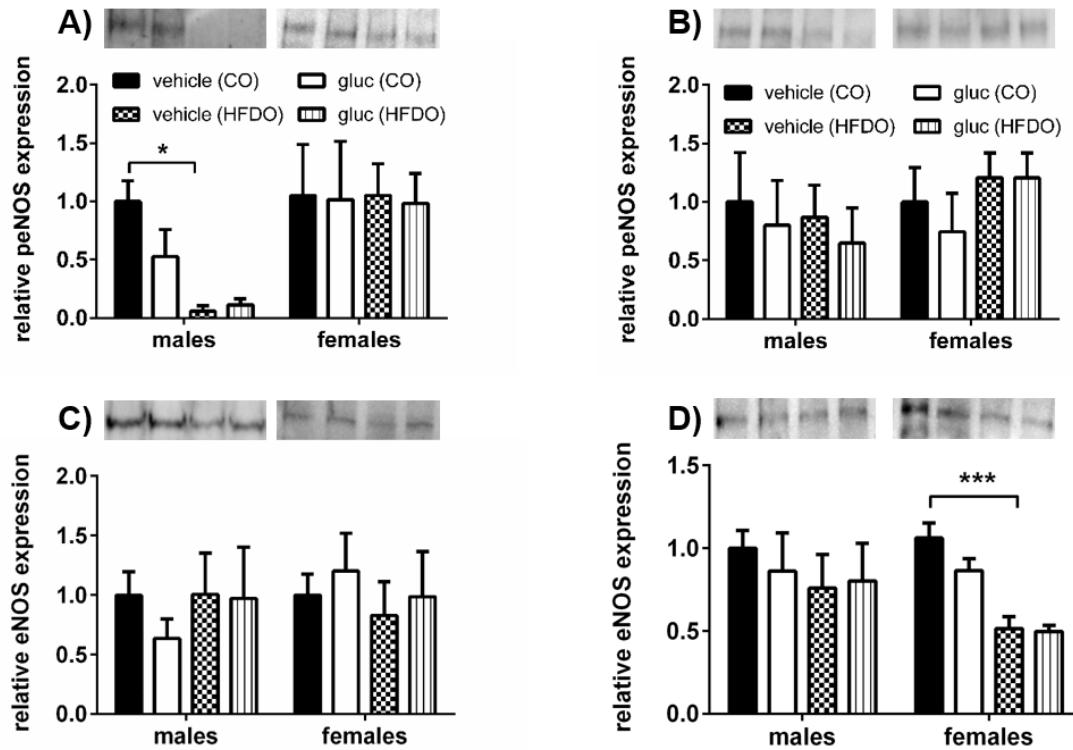 A)
relative peNOS expression
2.0
1.5
1.0
0.5
0.0
vehicle (CO)
gluc (CO)
vehicle (HFDO)
gluc (HFDO)
*
males
females
B)
relative peNOS expression
2.0
1.5
1.0
0.5
0.0
vehicle (CO)
gluc (CO)
vehicle (HFDO)
gluc (HFDO)
males
females
C)
relative eNOS expression
2.0
1.5
1.0
0.5
0.0
males
females
D)
relative eNOS expression
1.5
1.0
0.5
0.0
***
males
females